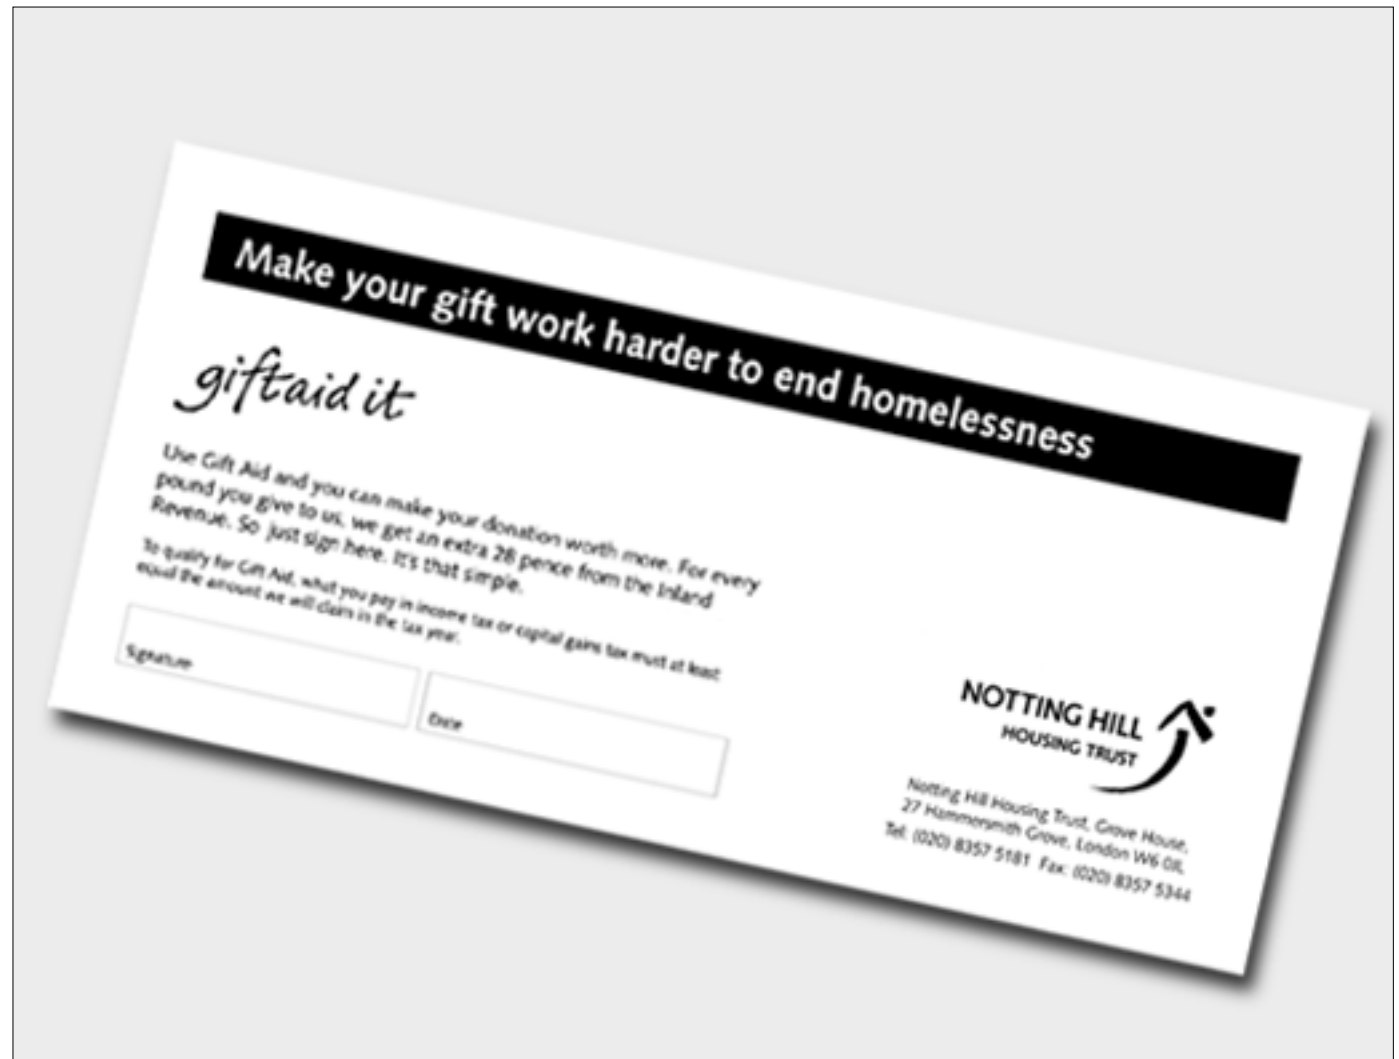 Make your gift work harder to end homelessness
giftaid it
Use Gift Aid and you can make your donation worth more. For every
pound you give to us, we get an extra 28 pence from the Inland
Revenue. So just sign here. It's that simple.
To qualify for Gift Aid, what you pay in income tax or capital gains tax must at least
equal the amount we will claim in the tax year.
Signature
Date
NOTTING HILL
HOUSING TRUST
Notting Hill Housing Trust, Grove House,
27 Hammersmith Grove, London W6 0JL
Tel: (020) 8357 5181 Fax: (020) 8357 5344